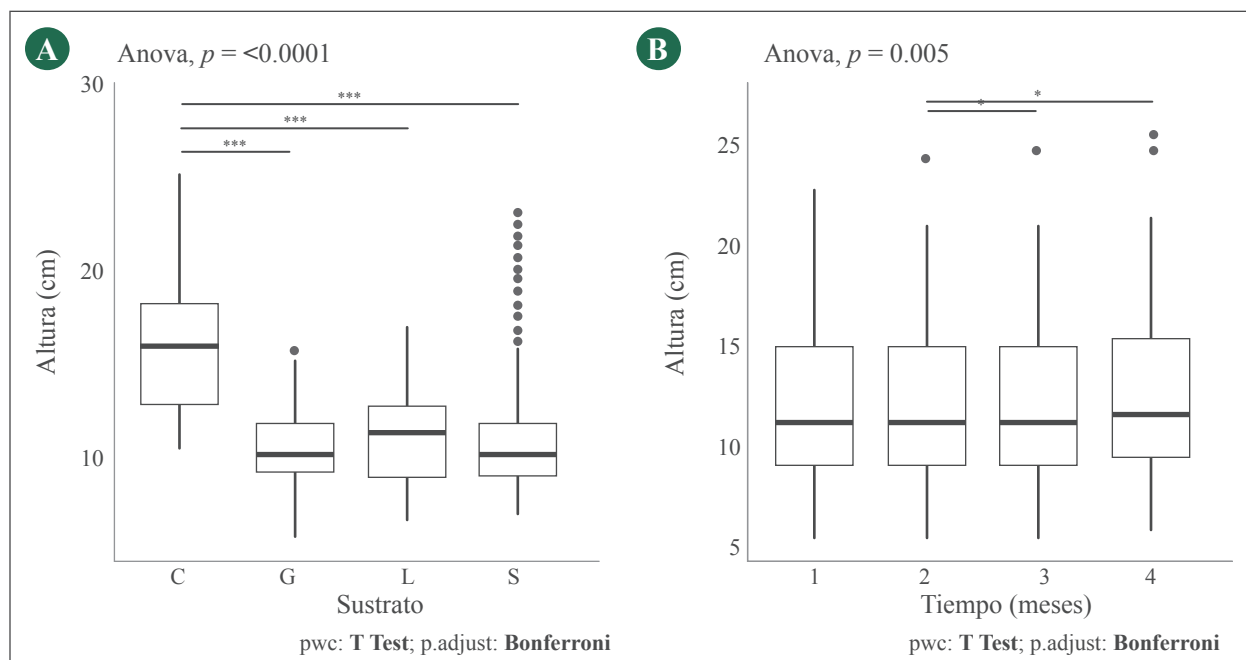 A
Anova, p = <0.0001
30
20
10
Altura (cm)
***
***
***
C G L S
Sustrato
pwc: T Test; p.adjust: Bonferroni
B
Anova, p = 0.005
25
20
15
10
5
Altura (cm)
*
*
1 2 3 4
Tiempo (meses)
pwc: T Test; p.adjust: Bonferroni